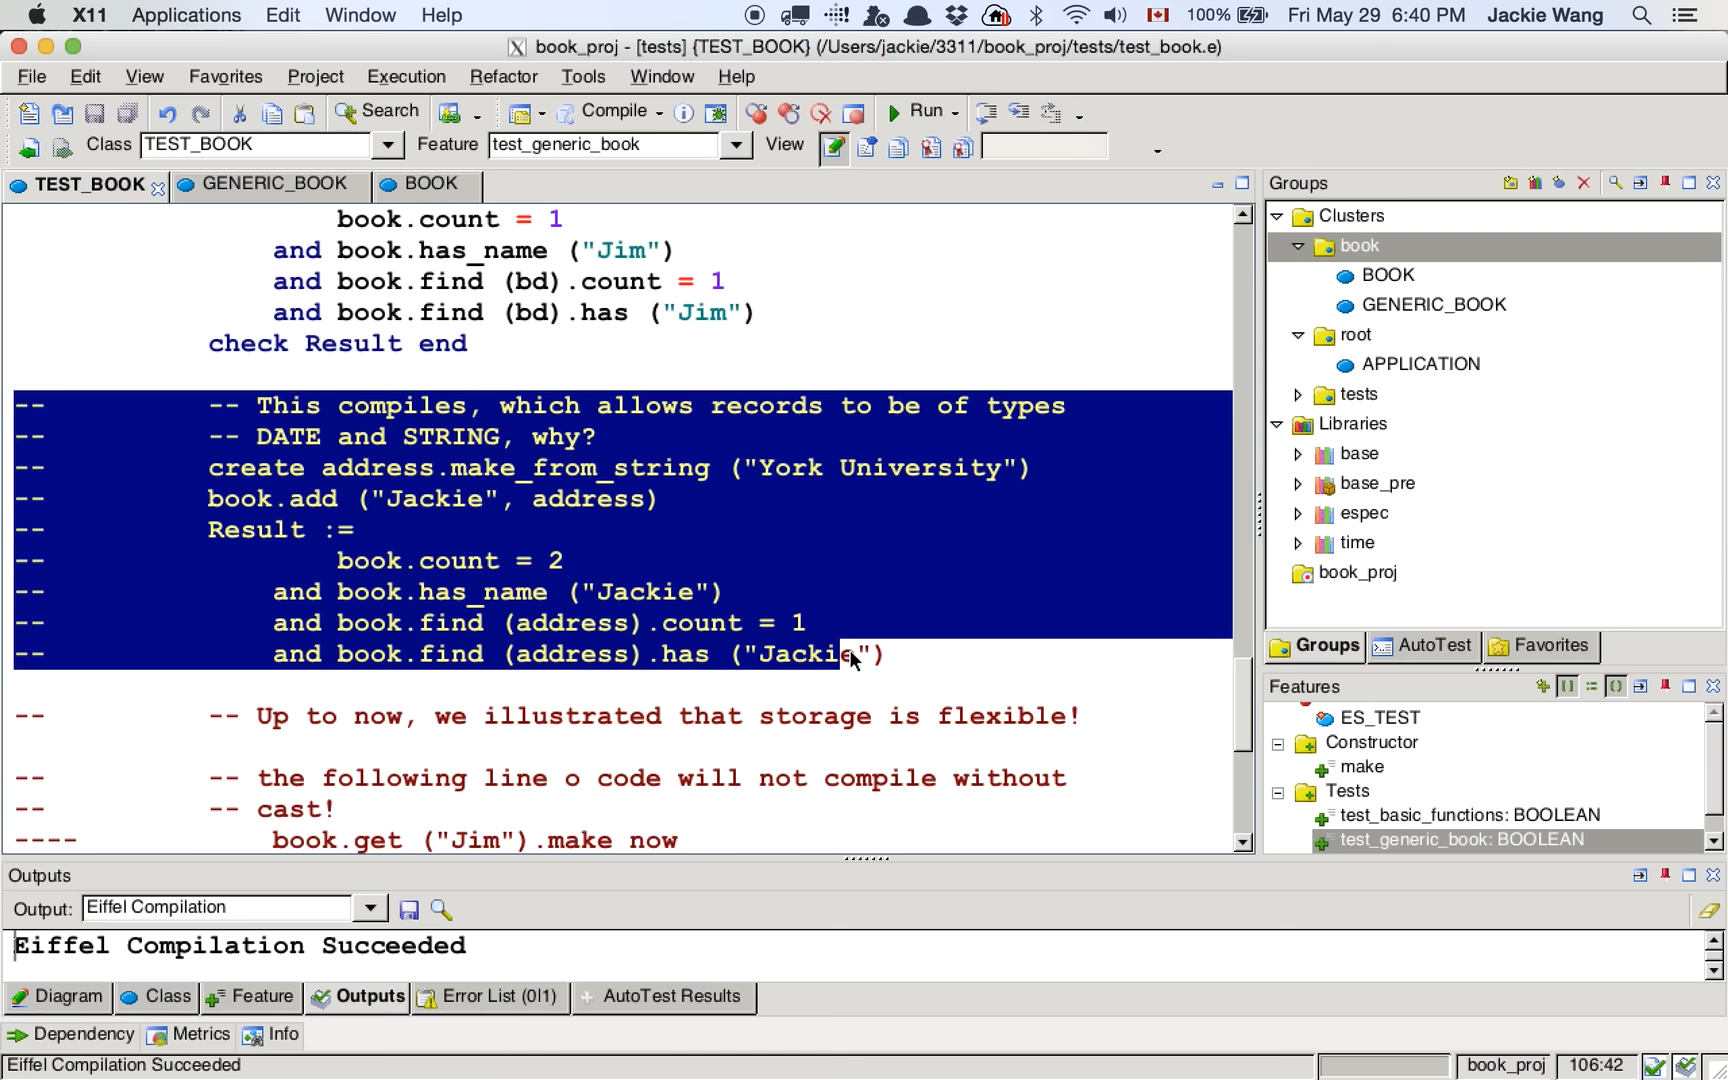 X11 Applications Edit Window Help 100% Fri May 29 6:40 PM Jackie Wang
book_proj - [tests] {TEST_BOOK} (/Users/jackie/3311/book_proj/tests/test_book.e)
File Edit View Favorites Project Execution Refactor Tools Window Help
Search Compile Run
Class TEST_BOOK Feature test_generic_book View
TEST_BOOK GENERIC_BOOK BOOK
book.count = 1
and book.has_name ("Jim")
and book.find (bd).count = 1
and book.find (bd).has ("Jim")
check Result end
-- -- This compiles, which allows records to be of types
-- -- DATE and STRING, why?
-- create address.make_from_string ("York University")
-- book.add ("Jackie", address)
-- Result :=
-- book.count = 2
-- and book.has_name ("Jackie")
-- and book.find (address).count = 1
-- and book.find (address).has ("Jackie")
-- -- Up to now, we illustrated that storage is flexible!
-- -- the following line o code will not compile without
-- -- cast!
---- book.get ("Jim").make now
Groups
Clusters
book
BOOK
GENERIC_BOOK
root
APPLICATION
tests
Libraries
base
base_pre
espec
time
book_proj
Groups AutoTest Favorites
Features
ES_TEST
Constructor
make
Tests
test_basic_functions: BOOLEAN
test_generic_book: BOOLEAN
Outputs
Output: Eiffel Compilation
Eiffel Compilation Succeeded
Diagram Class Feature Outputs Error List (0|1) AutoTest Results
Dependency Metrics Info
Eiffel Compilation Succeeded book_proj 106:42